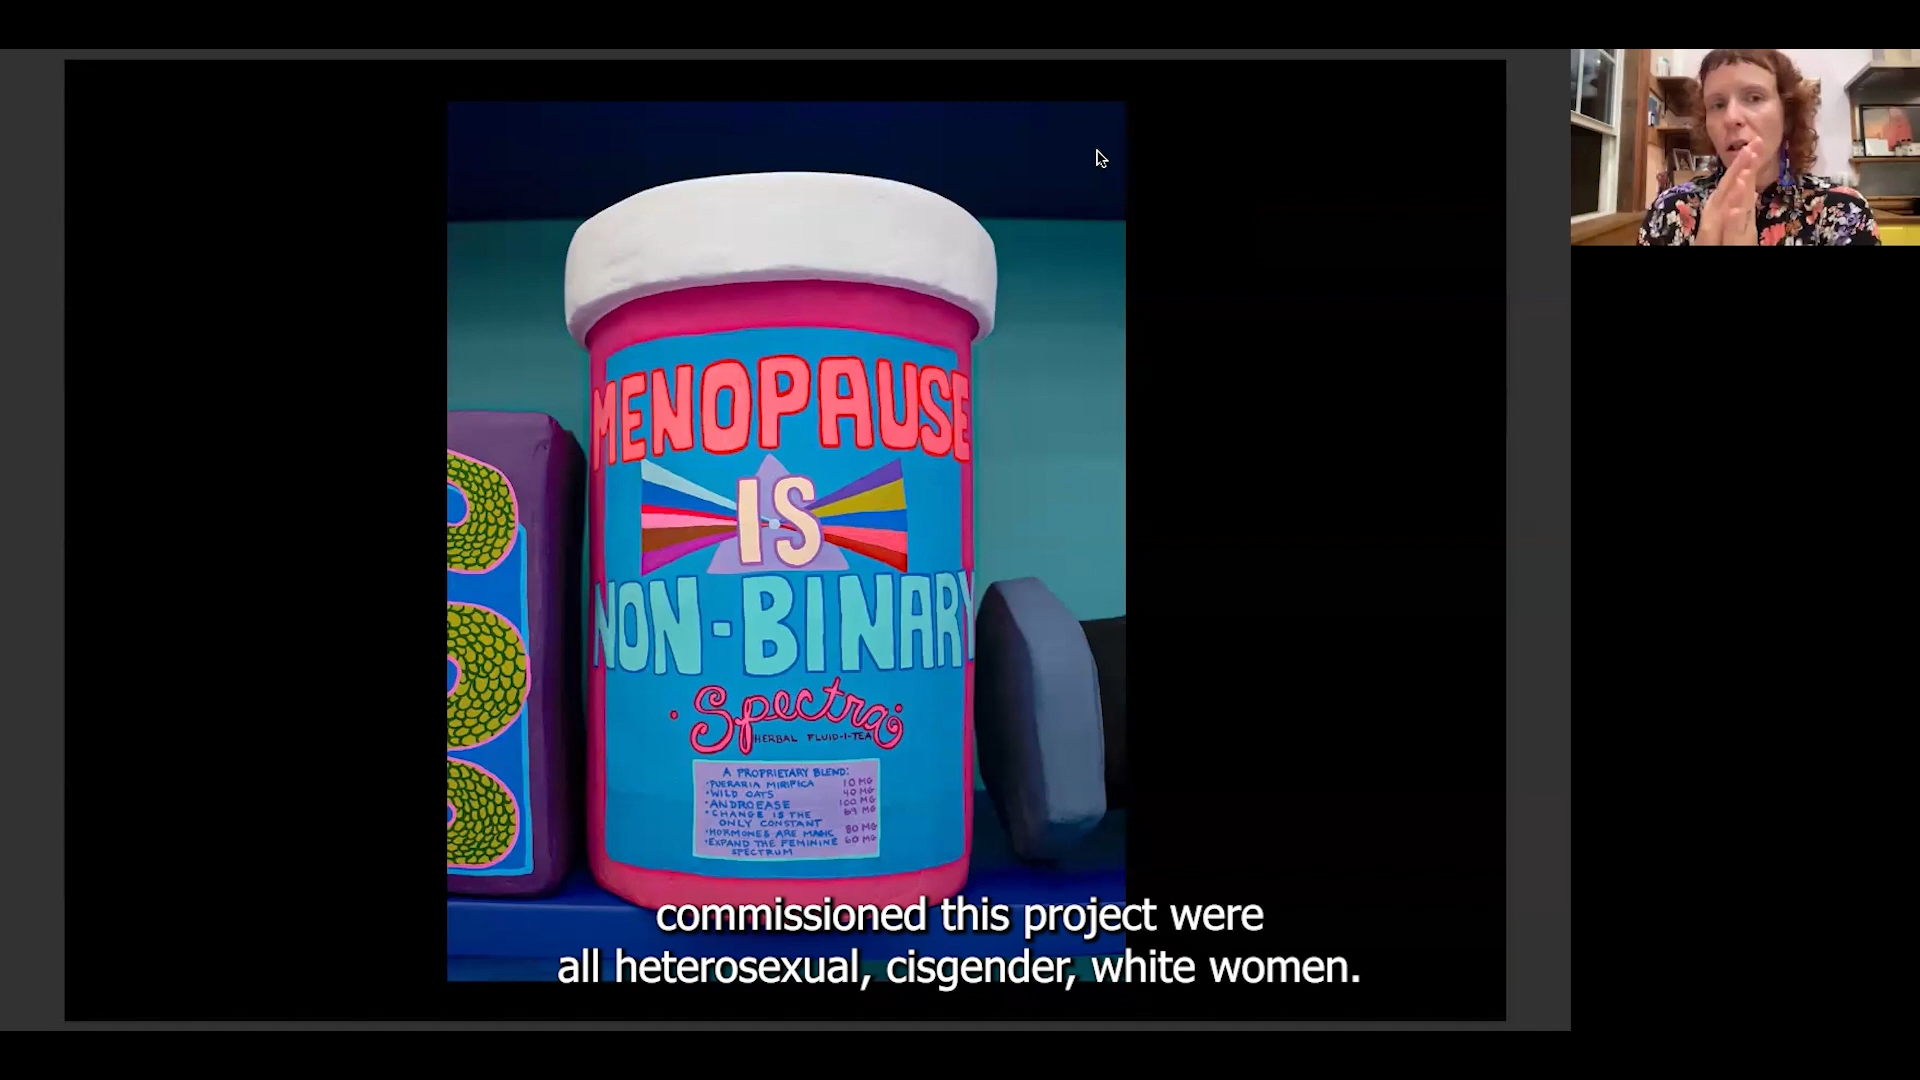 MENOPAUSE
IS
NON-BINARY
Spectra
HERBAL FLUID-I-TEA
A PROPRIETARY BLEND:
•PUERARIA MIRIFICA 10 MG
•WILD OATS 40 MG
•ANDROEASE 100 MG
•CHANGE IS THE 69 MG
ONLY CONSTANT
•HORMONES ARE MAGIC 80 MG
•EXPAND THE FEMININE 60 MG
SPECTRUM
commissioned this project were
all heterosexual, cisgender, white women.